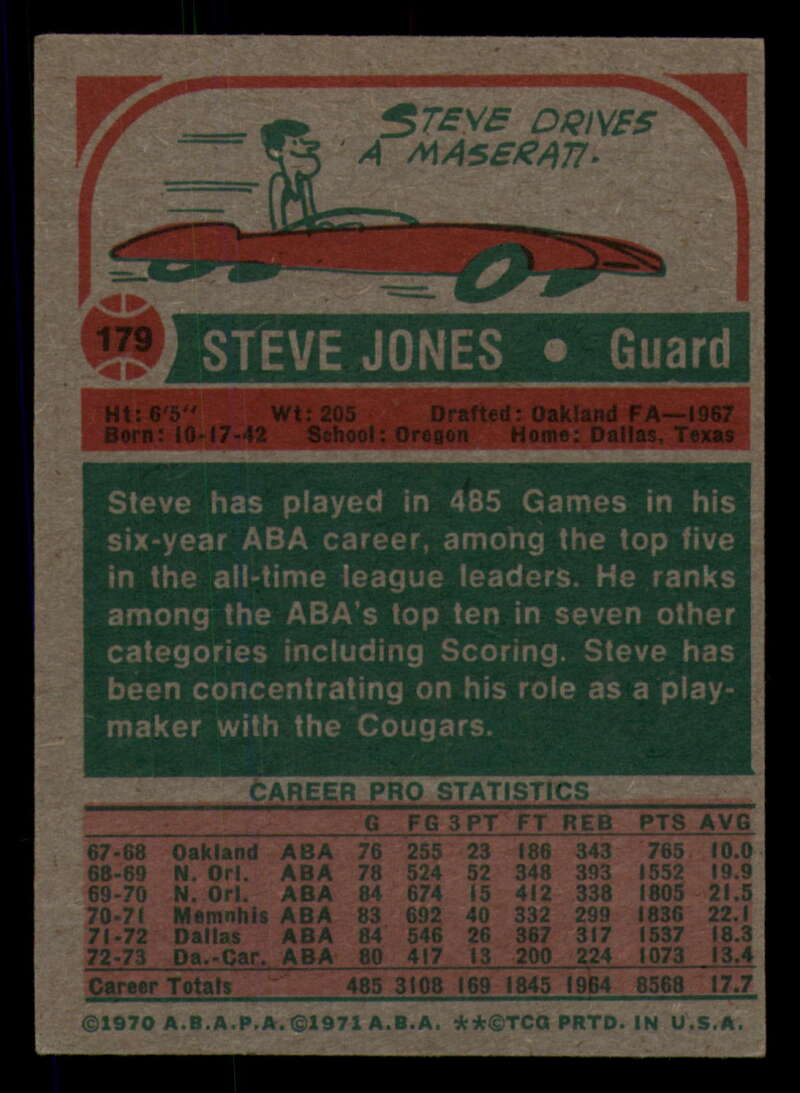 STEVE DRIVES
A MASERATI.
179 STEVE JONES • Guard
Ht: 6'5" Wt: 205 Drafted: Oakland FA—1967
Born: 10-17-42 School: Oregon Home: Dallas, Texas
Steve has played in 485 Games in his
six-year ABA career, among the top five
in the all-time league leaders. He ranks
among the ABA's top ten in seven other
categories including Scoring. Steve has
been concentrating on his role as a play-
maker with the Cougars.
CAREER PRO STATISTICS
G FG 3PT FT REB PTS AVG
67-68 Oakland ABA 76 255 23 186 343 765 10.0
68-69 N. Orl. ABA 78 524 52 348 393 1552 19.9
69-70 N. Orl. ABA 84 674 15 412 338 1805 21.5
70-71 Memnhis ABA 83 692 40 332 299 1836 22.1
71-72 Dallas ABA 84 546 26 367 317 1537 18.3
72-73 Da.-Car. ABA 80 417 13 200 224 1073 13.4
Career Totals 485 3108 169 1845 1964 8568 17.7
©1970 A.B.A.P.A. ©1971 A.B.A. **©TCG PRTD. IN U.S.A.